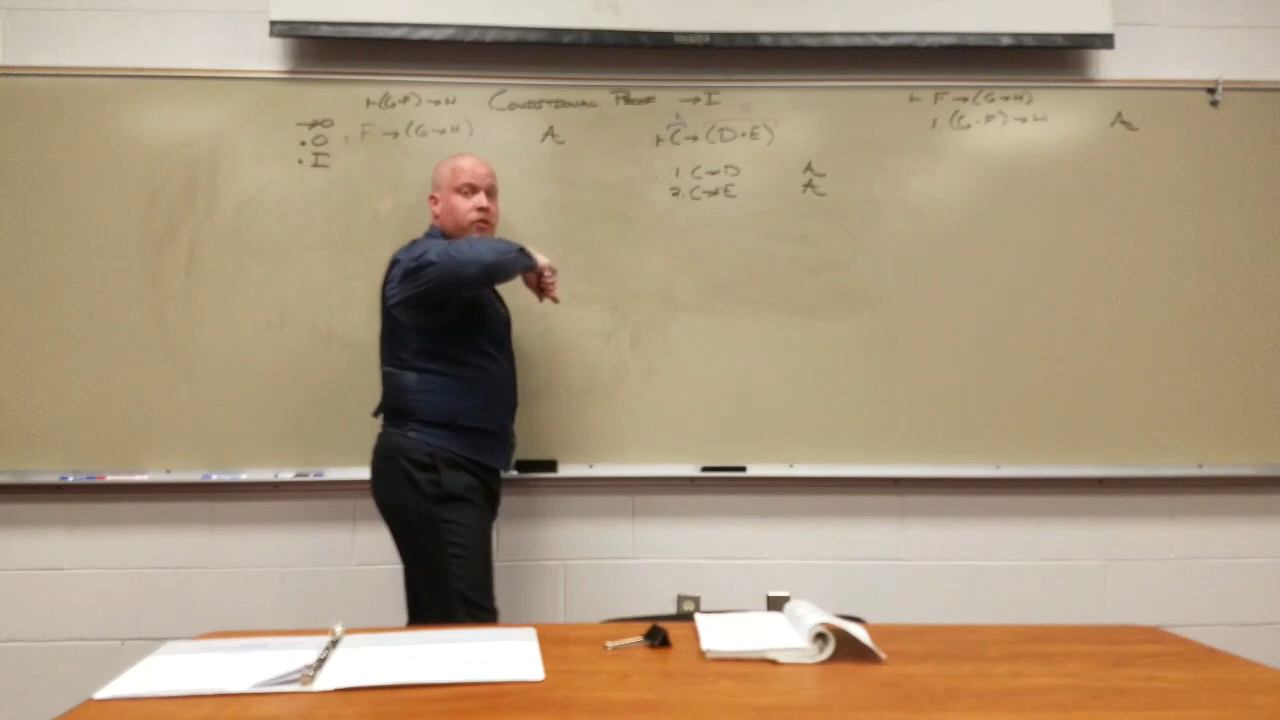 ⊢ (G·F) → H
CONDITIONAL PROOF → I
→O
·O
·I
1 F → (G → H) A
⊢ C → (D · E)
1. C → D A
2. C → E A
⊢ F → (G → H)
1. (G · F) → H A